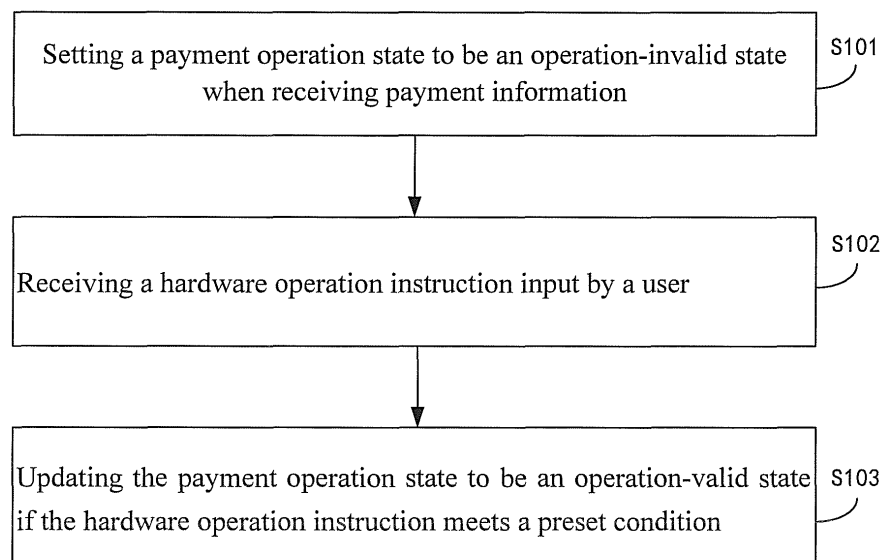 Setting a payment operation state to be an operation-invalid state
when receiving payment information
S101
Receiving a hardware operation instruction input by a user
S102
Updating the payment operation state to be an operation-valid state
if the hardware operation instruction meets a preset condition
S103